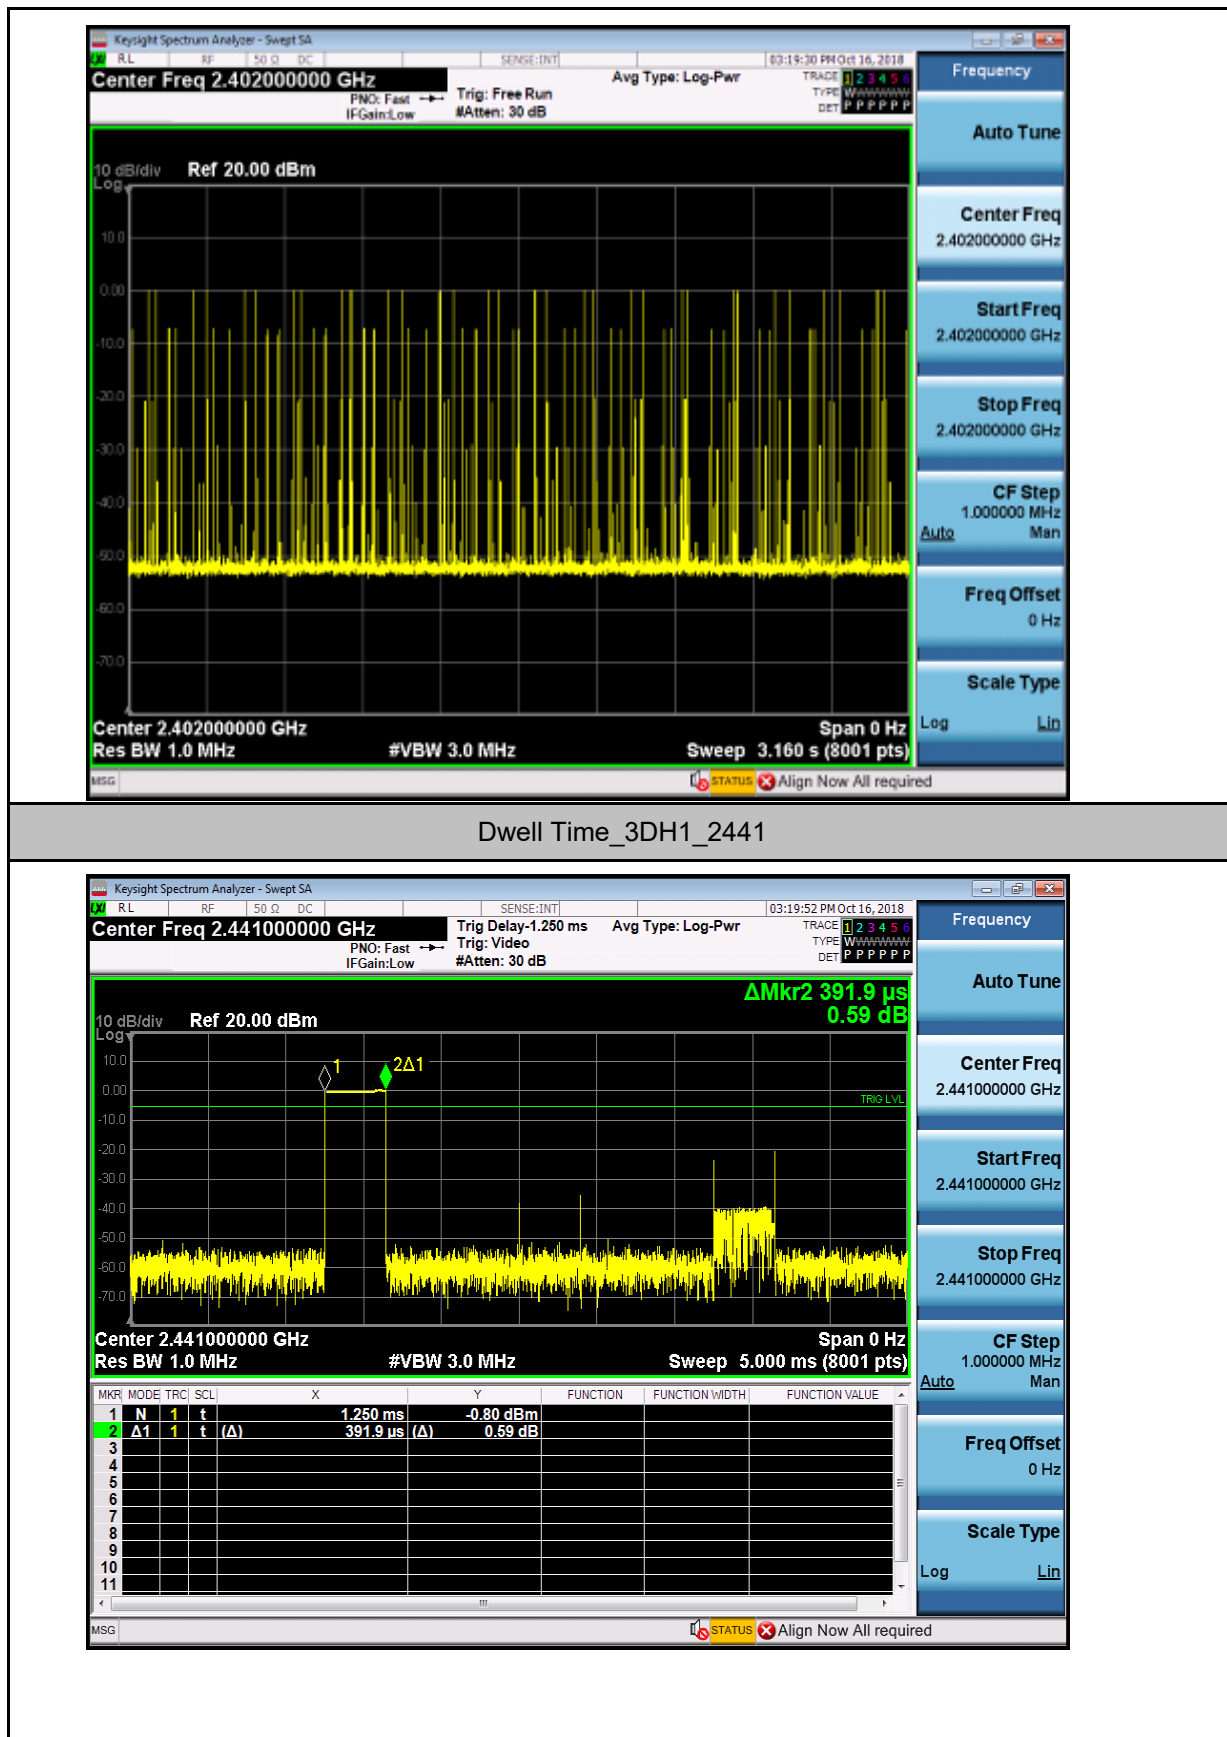 Keysight Spectrum Analyzer - Swept SA
LXI RL RF 50 Ω DC SENSE:INT 03:19:30 PM Oct 16, 2018
Center Freq 2.402000000 GHz
PNO: Fast
IFGain:Low
Trig: Free Run
#Atten: 30 dB
Avg Type: Log-Pwr
TRACE 1 2 3 4 5 6
TYPE W W W W W W
DET P P P P P P
10 dB/div Ref 20.00 dBm
Log
10.0
0.00
-10.0
-20.0
-30.0
-40.0
-50.0
-60.0
-70.0
Center 2.402000000 GHz Span 0 Hz
Res BW 1.0 MHz #VBW 3.0 MHz Sweep 3.160 s (8001 pts)
MSG STATUS Align Now All required
Frequency
Auto Tune
Center Freq
2.402000000 GHz
Start Freq
2.402000000 GHz
Stop Freq
2.402000000 GHz
CF Step
1.000000 MHz
Auto Man
Freq Offset
0 Hz
Scale Type
Log Lin
Dwell Time_3DH1_2441
Keysight Spectrum Analyzer - Swept SA
LXI RL RF 50 Ω DC SENSE:INT 03:19:52 PM Oct 16, 2018
Center Freq 2.441000000 GHz
PNO: Fast
IFGain:Low
Trig Delay-1.250 ms
Trig: Video
#Atten: 30 dB
Avg Type: Log-Pwr
TRACE 1 2 3 4 5 6
TYPE W W W W W W
DET P P P P P P
ΔMkr2 391.9 µs
0.59 dB
10 dB/div Ref 20.00 dBm
Log
10.0
0.00
-10.0
-20.0
-30.0
-40.0
-50.0
-60.0
-70.0
1
2Δ1
TRIG LVL
Center 2.441000000 GHz Span 0 Hz
Res BW 1.0 MHz #VBW 3.0 MHz Sweep 5.000 ms (8001 pts)
MKR MODE TRC SCL X Y FUNCTION FUNCTION WIDTH FUNCTION VALUE
1 N 1 t 1.250 ms -0.80 dBm
2 Δ1 1 t (Δ) 391.9 µs (Δ) 0.59 dB
3
4
5
6
7
8
9
10
11
MSG STATUS Align Now All required
Frequency
Auto Tune
Center Freq
2.441000000 GHz
Start Freq
2.441000000 GHz
Stop Freq
2.441000000 GHz
CF Step
1.000000 MHz
Auto Man
Freq Offset
0 Hz
Scale Type
Log Lin